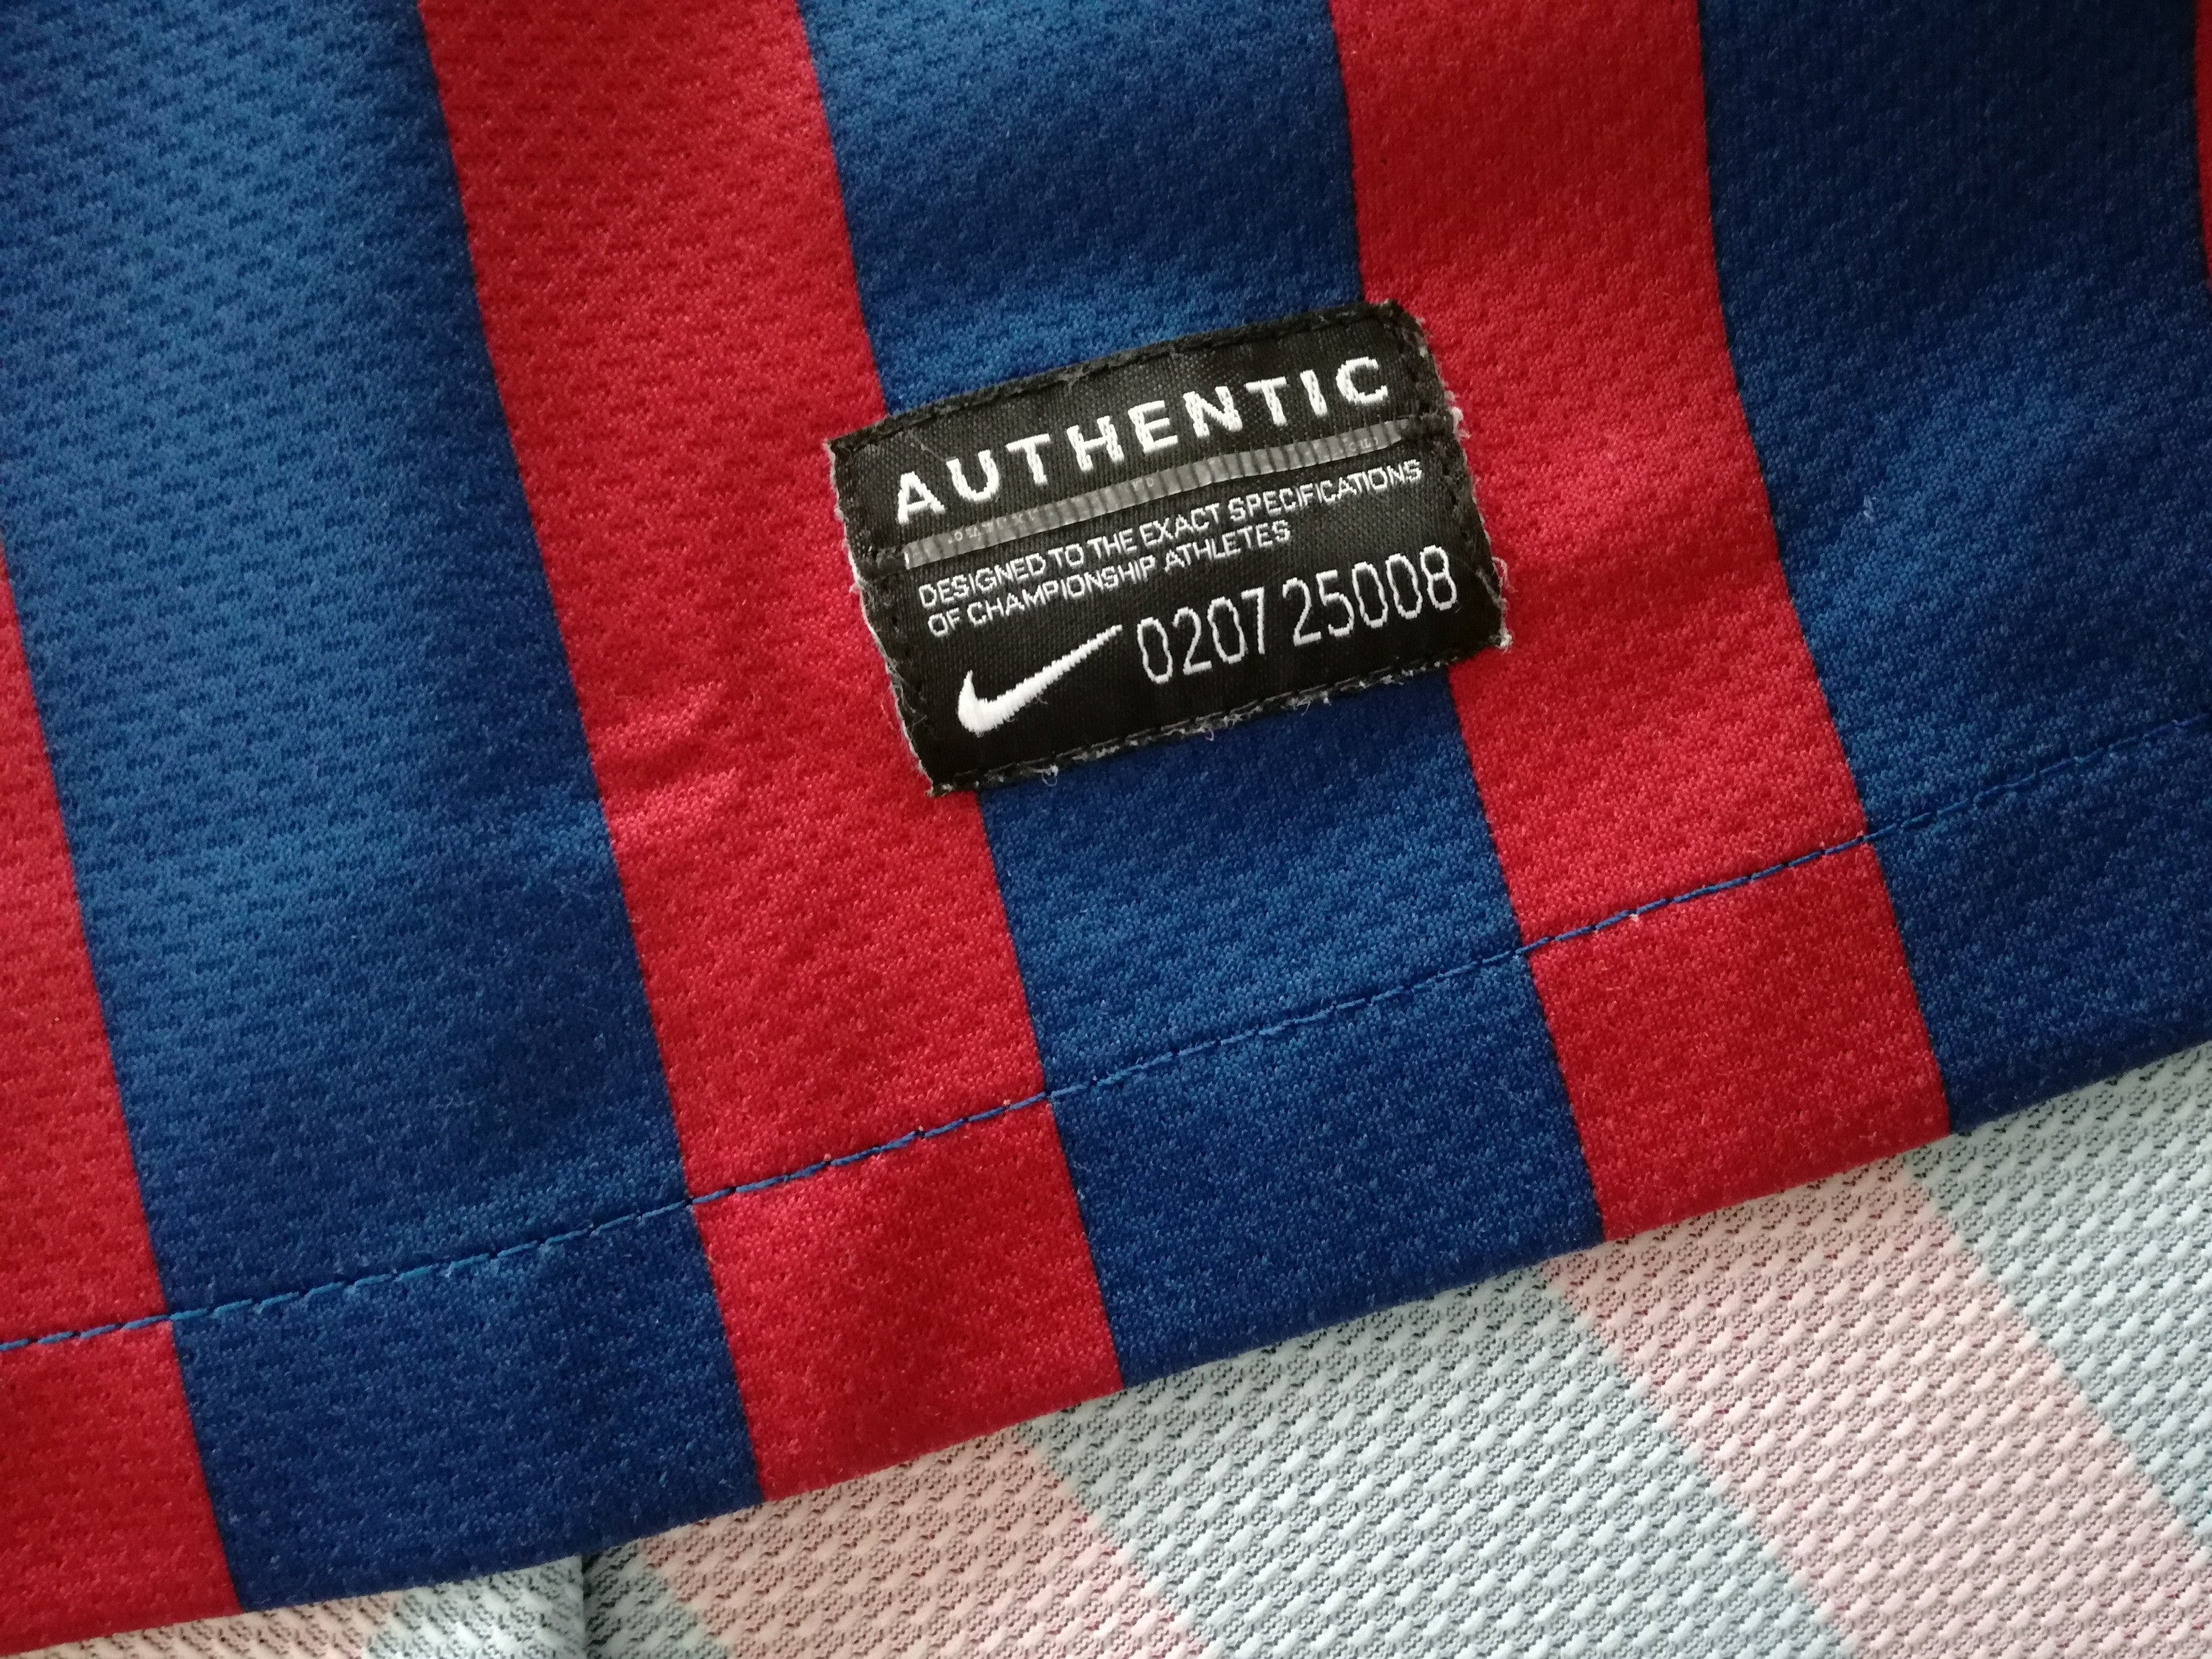 AUTHENTIC
DESIGNED TO THE EXACT SPECIFICATIONS
OF CHAMPIONSHIP ATHLETES
0207 25008